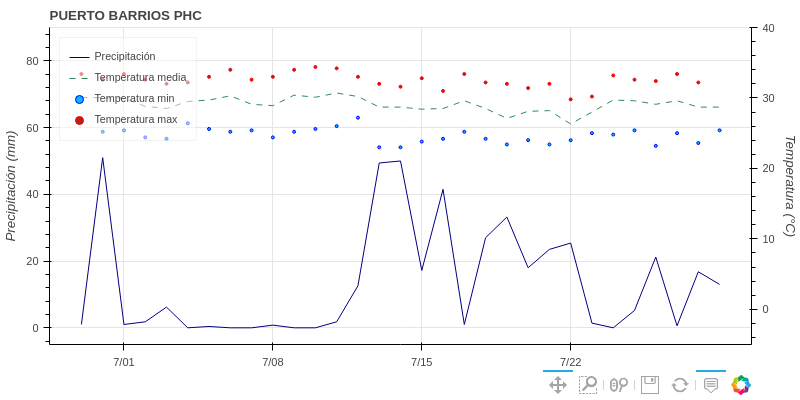 PUERTO BARRIOS PHC
Precipitación
Temperatura media
Temperatura min
Temperatura max
Precipitación (mm)
80
60
40
20
0
40
30
20
10
0
Temperatura (°C)
7/01
7/08
7/15
7/22